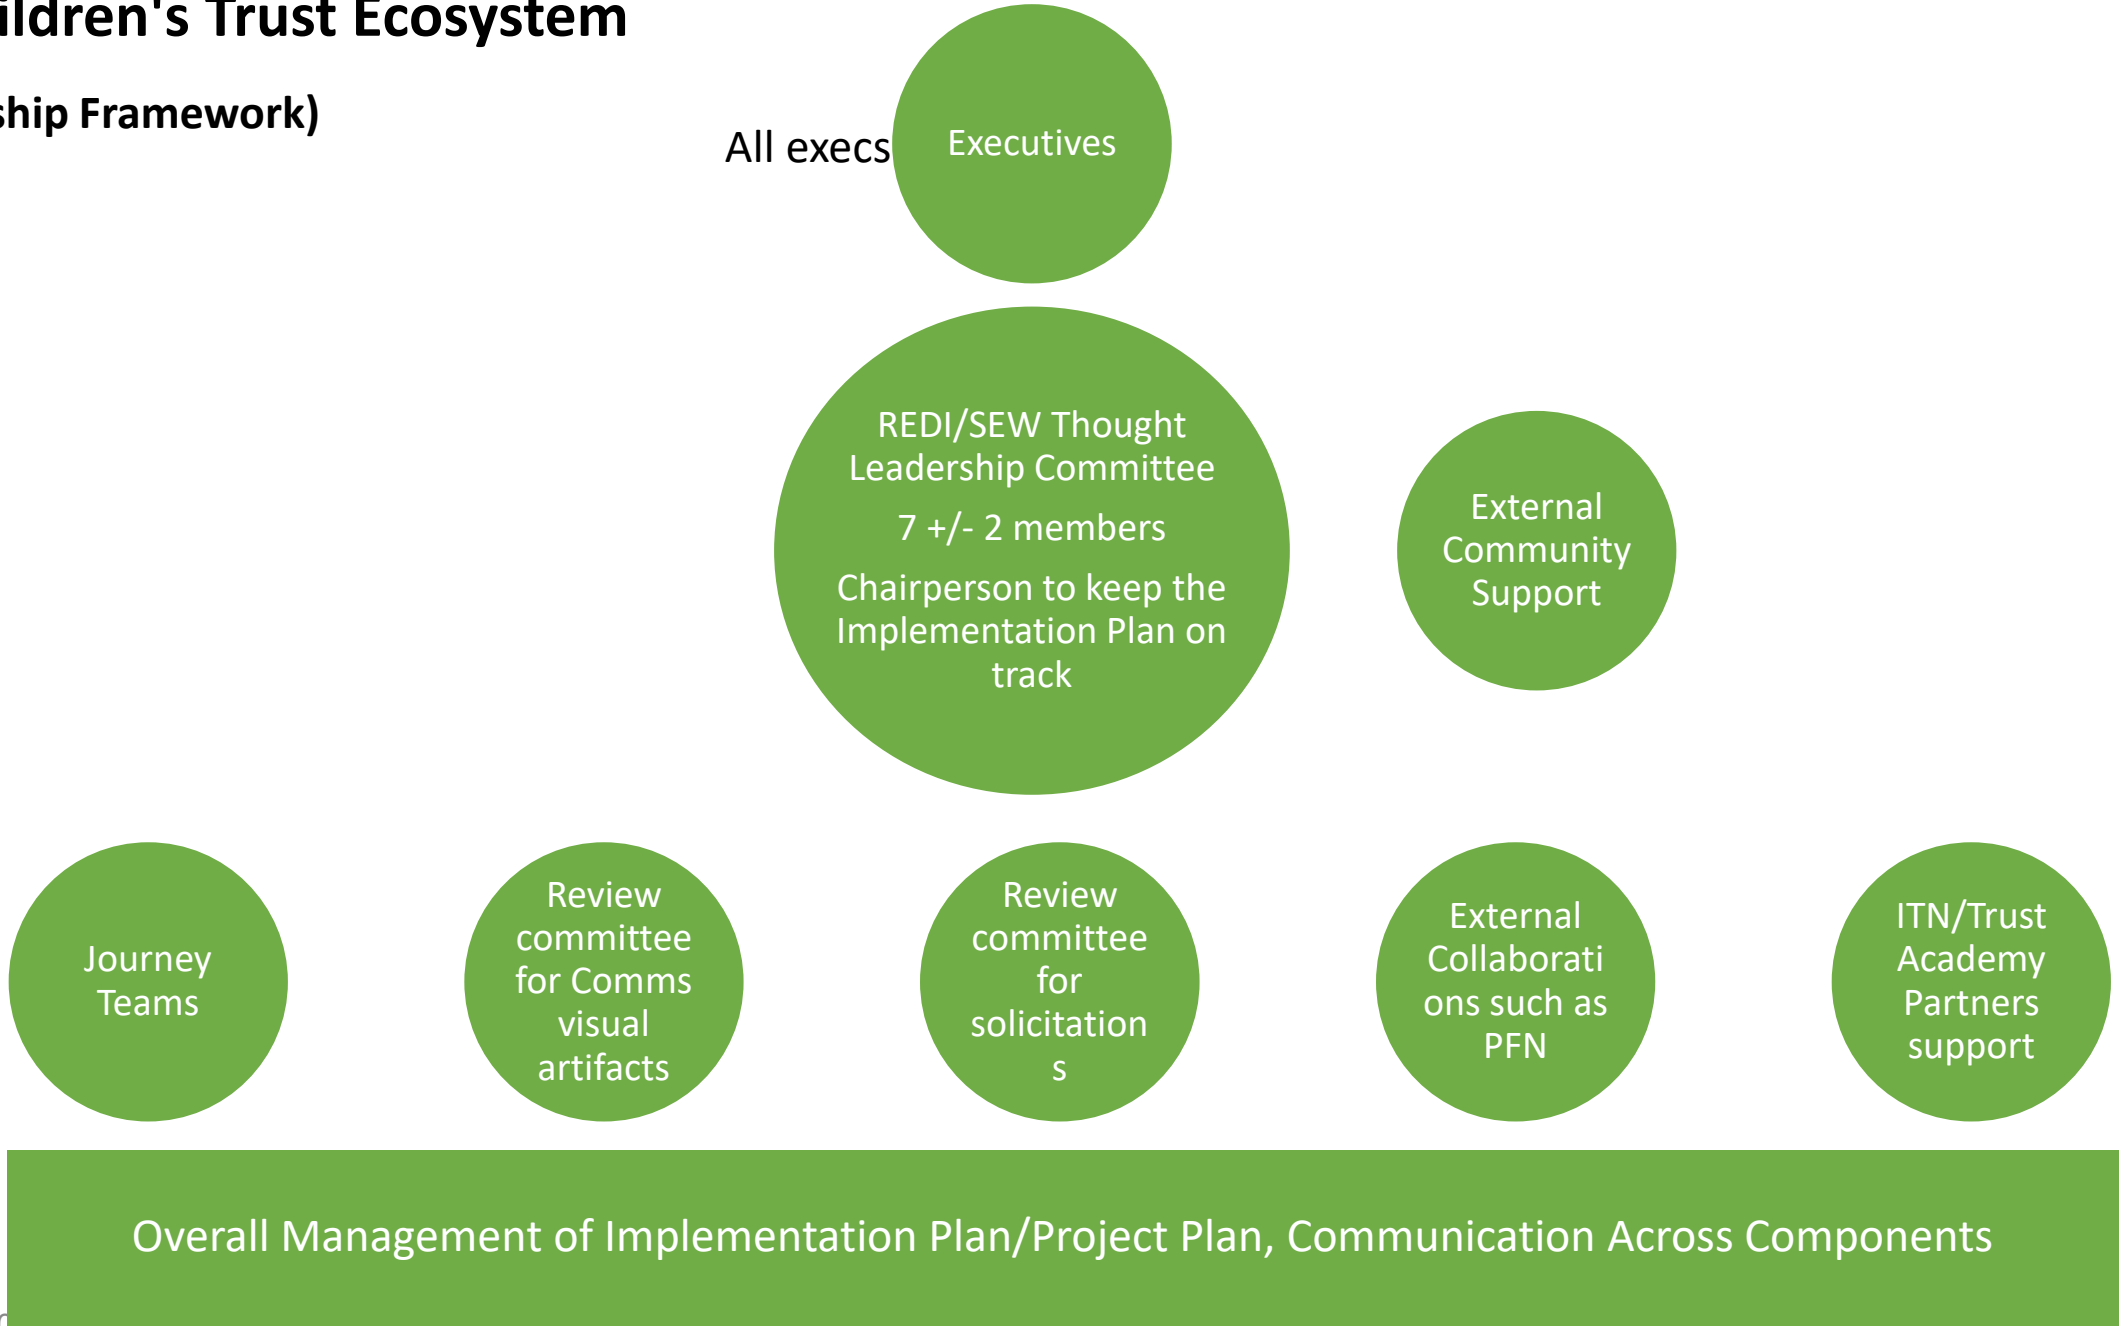 ildren's Trust Ecosystem
ship Framework)
All execs
Executives
REDI/SEW Thought
Leadership Committee
7 +/- 2 members
Chairperson to keep the
Implementation Plan on
track
External
Community
Support
Journey
Teams
Review
committee
for Comms
visual
artifacts
Review
committee
for
solicitation
s
External
Collaborati
ons such as
PFN
ITN/Trust
Academy
Partners
support
Overall Management of Implementation Plan/Project Plan, Communication Across Components